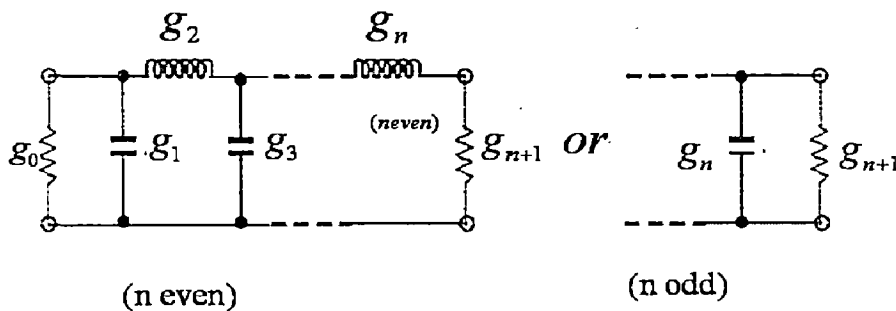 g2 gn
g0 g1 g3 (neven) gn+1 or gn gn+1
(n even) (n odd)